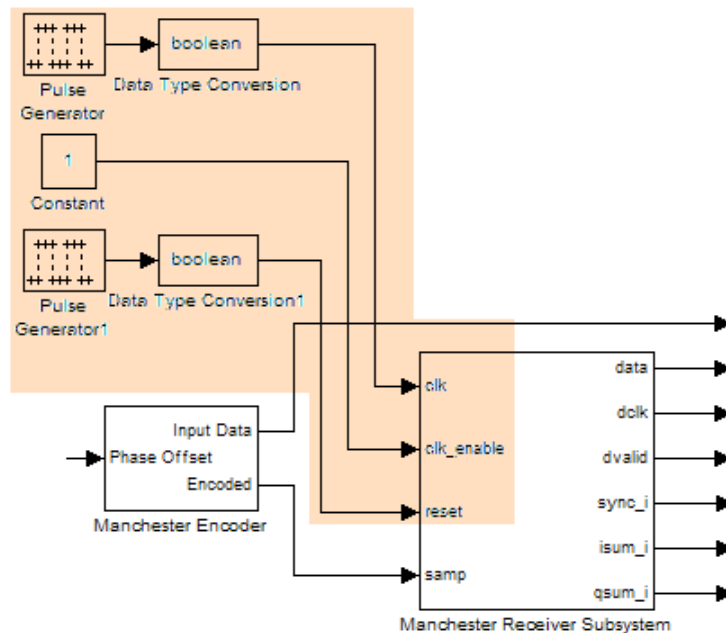 boolean
Pulse
Generator
Data Type Conversion
1
Constant
boolean
Pulse
Generator1
Data Type Conversion1
Input Data
Phase Offset
Encoded
Manchester Encoder
clk
clk_enable
reset
samp
data
dclk
dvalid
sync_i
isum_i
qsum_i
Manchester Receiver Subsystem